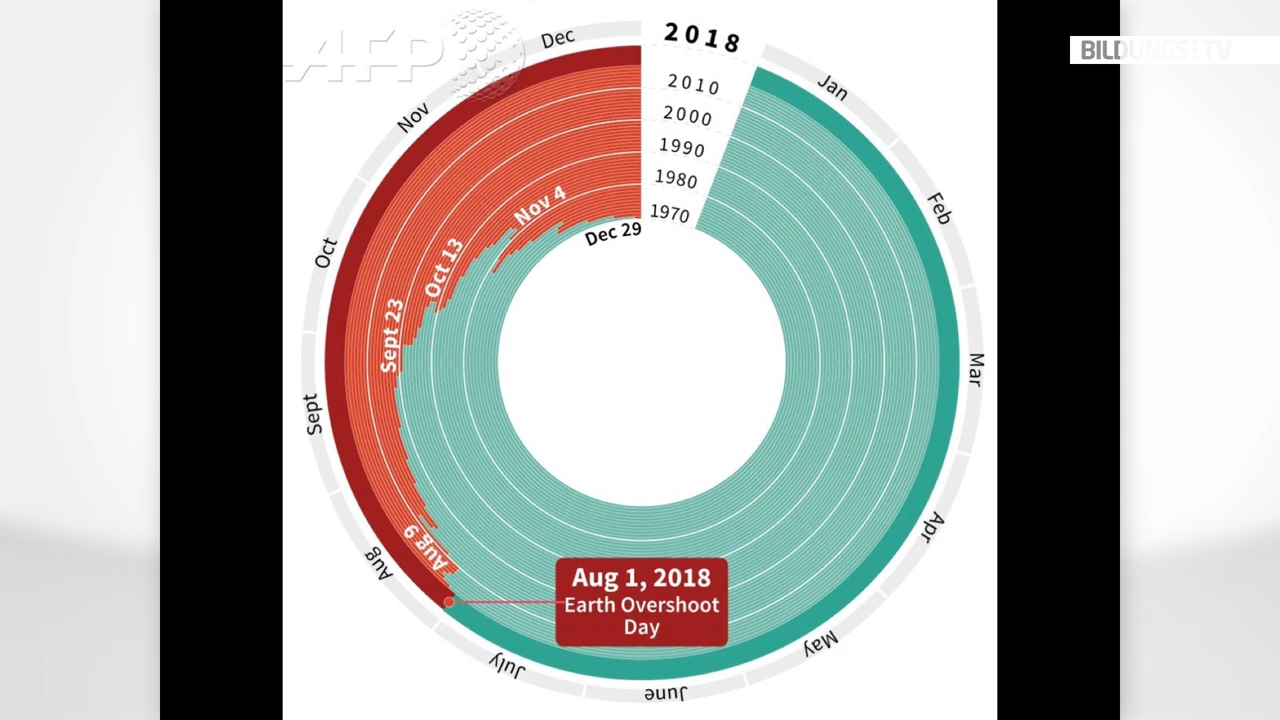 AFP
BILDUNGS TV
2018
2010
2000
1990
1980
1970
Jan
Feb
Mar
Apr
May
June
July
Aug
Sept
Oct
Nov
Dec
Dec 29
Nov 4
Oct 13
Sept 23
Aug 9
Aug 1, 2018
Earth Overshoot
Day